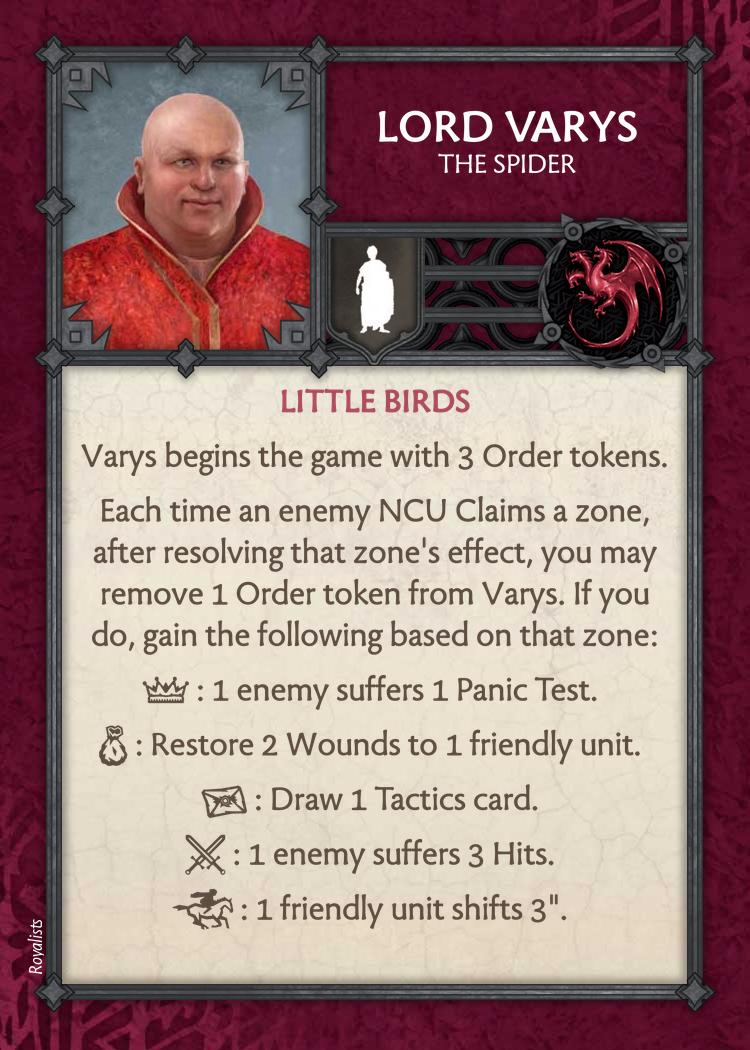 LORD VARYS
THE SPIDER
LITTLE BIRDS
Varys begins the game with 3 Order tokens.
Each time an enemy NCU Claims a zone,
after resolving that zone's effect, you may
remove 1 Order token from Varys. If you
do, gain the following based on that zone:
: 1 enemy suffers 1 Panic Test.
: Restore 2 Wounds to 1 friendly unit.
: Draw 1 Tactics card.
: 1 enemy suffers 3 Hits.
: 1 friendly unit shifts 3".
Royalists